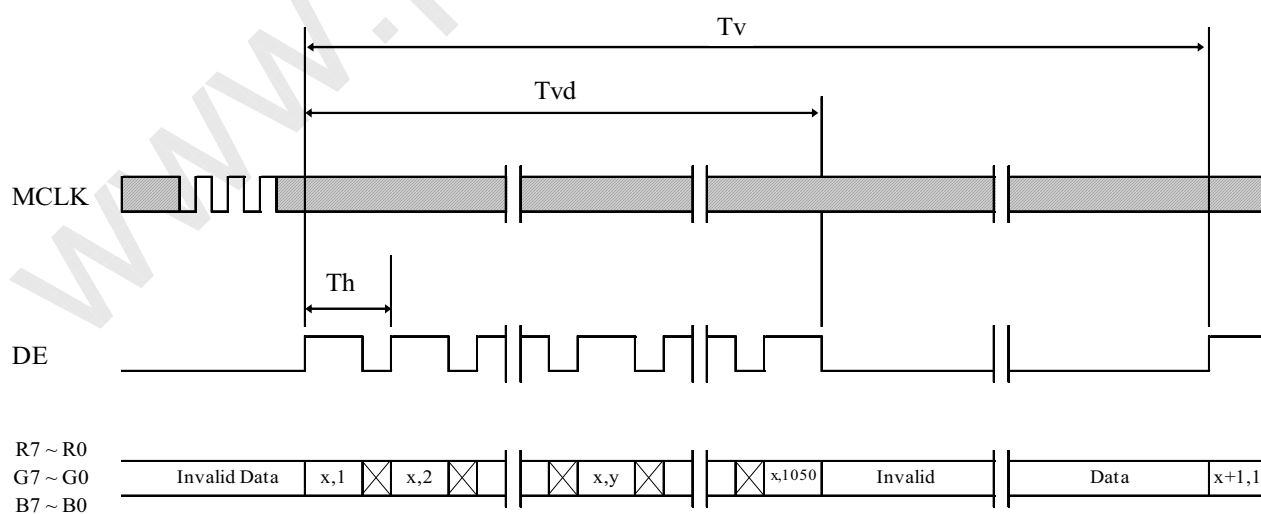 www.
Tv
Tvd
MCLK
Th
DE
R7 ~ R0
G7 ~ G0
B7 ~ B0
Invalid Data
x,1
x,2
x,y
x,1050
Invalid
Data
x+1,1